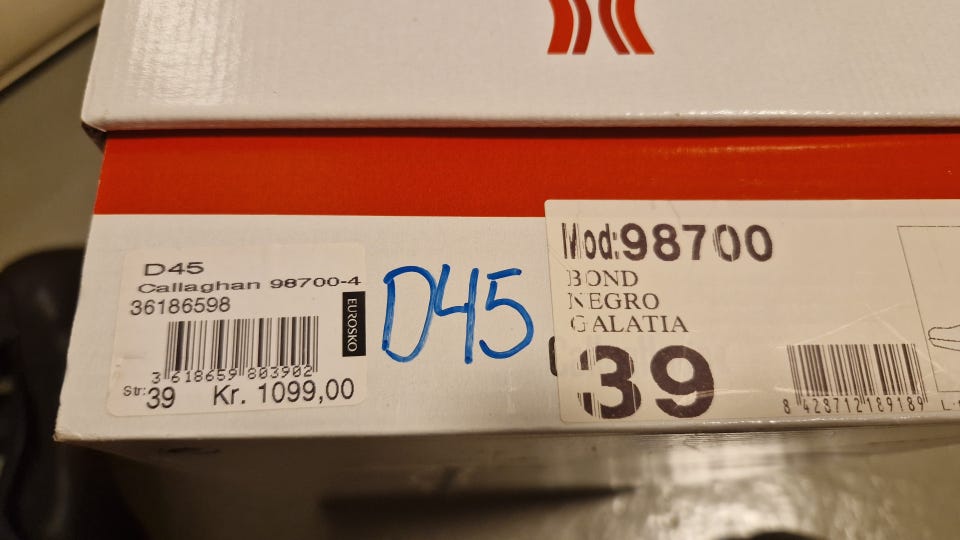 D45
Callaghan 98700-4
36186598
EUROSKO
3 618659 803902
Str: 39 Kr. 1099,00
D45
Mod:98700
BOND
NEGRO
GALATIA
39
8 428712 189189